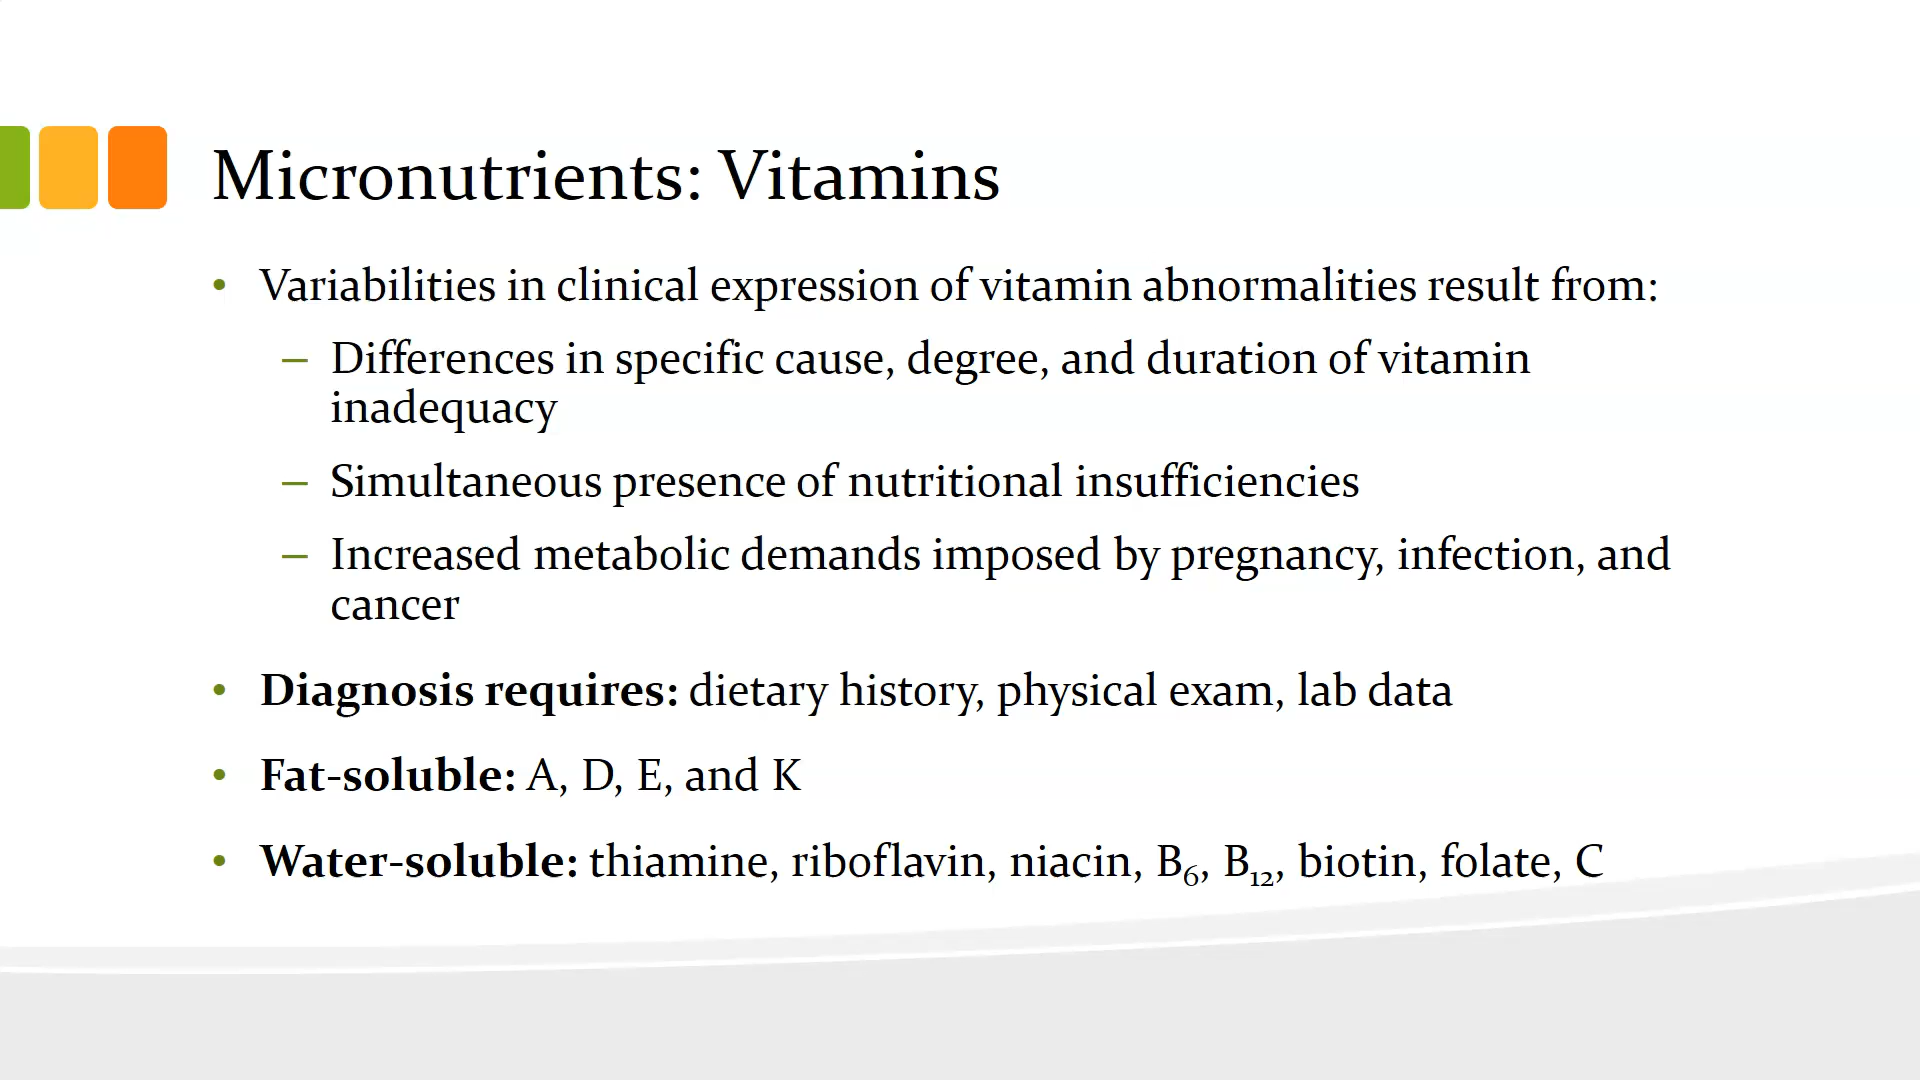 Micronutrients: Vitamins
• Variabilities in clinical expression of vitamin abnormalities result from:
– Differences in specific cause, degree, and duration of vitamin
inadequacy
– Simultaneous presence of nutritional insufficiencies
– Increased metabolic demands imposed by pregnancy, infection, and
cancer
• Diagnosis requires: dietary history, physical exam, lab data
• Fat-soluble: A, D, E, and K
• Water-soluble: thiamine, riboflavin, niacin, B₆, B₁₂, biotin, folate, C